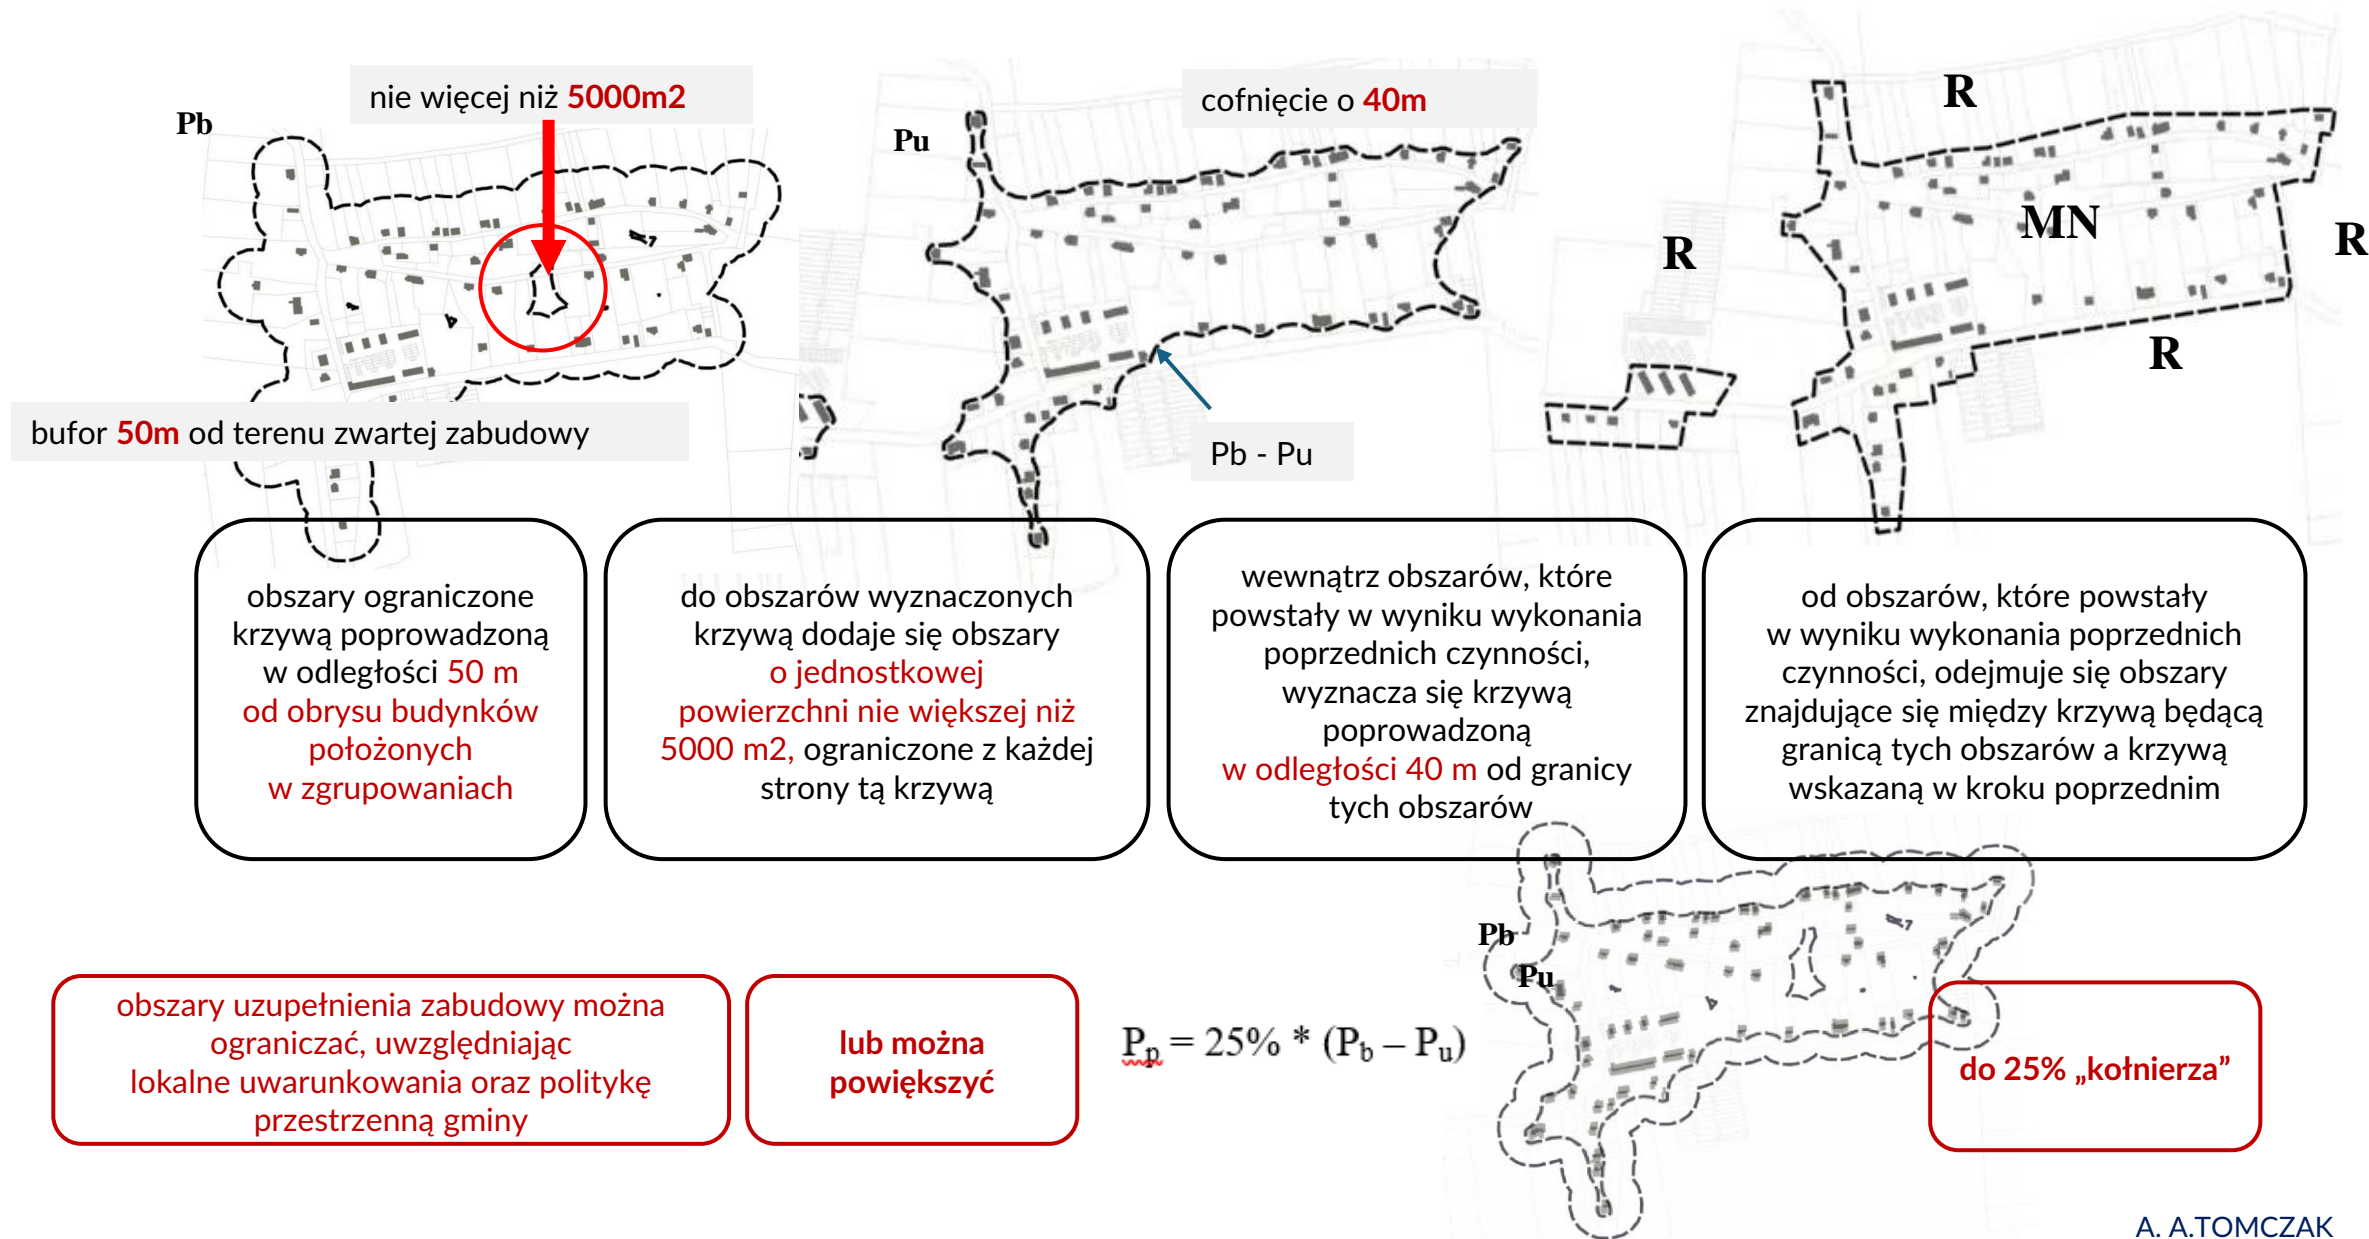 nie więcej niż 5000m2
Pb
bufor 50m od terenu zwartej zabudowy
cofnięcie o 40m
Pu
Pb - Pu
R
R
MN
R
R
obszary ograniczone
krzywą poprowadzoną
w odległości 50 m
od obrysu budynków
położonych
w zgrupowaniach
do obszarów wyznaczonych
krzywą dodaje się obszary
o jednostkowej
powierzchni nie większej niż
5000 m2, ograniczone z każdej
strony tą krzywą
wewnątrz obszarów, które
powstały w wyniku wykonania
poprzednich czynności,
wyznacza się krzywą
poprowadzoną
w odległości 40 m od granicy
tych obszarów
od obszarów, które powstały
w wyniku wykonania poprzednich
czynności, odejmuje się obszary
znajdujące się między krzywą będącą
granicą tych obszarów a krzywą
wskazaną w kroku poprzednim
obszary uzupełnienia zabudowy można
ograniczać, uwzględniając
lokalne uwarunkowania oraz politykę
przestrzenną gminy
lub można
powiększyć
Pp = 25% * (Pb – Pu)
Pb
Pu
do 25% „kołnierza”
A. A.TOMCZAK